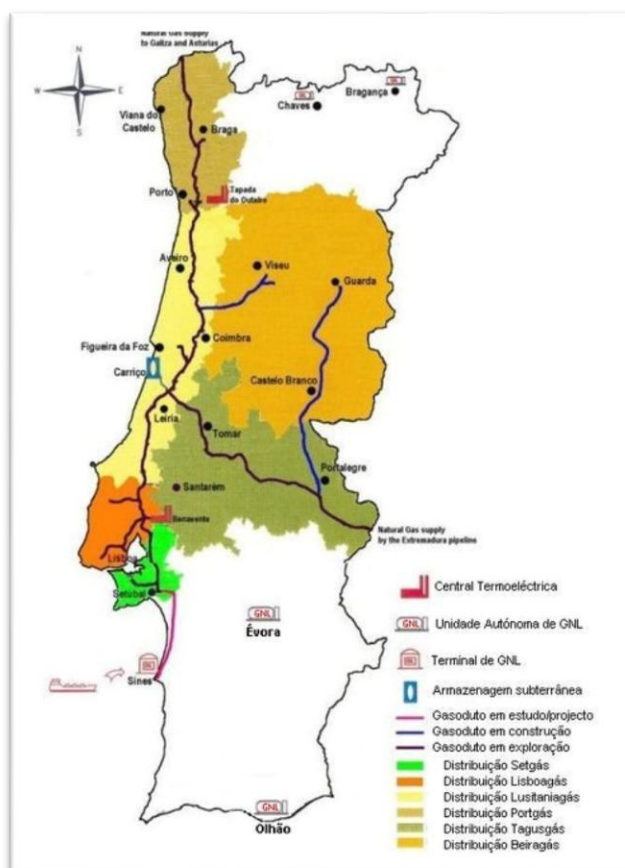 Natural Gas Supply
to Galiza and Asturias
N
W
E
S
GNL
Bragança
GNL
Chaves
Viana do
Castelo
Braga
Porto
Tapada
do Outeiro
Aveiro
Viseu
Guarda
Figueira da Foz
Coimbra
Carriço
Castelo Branco
Leiria
Tomar
Portalegre
Santarém
Natural Gas supply
by the Extremadura pipeline
Lisboa
Setúbal
GNL
Évora
Sines
GNL
Olhão
Central Termoeléctrica
GNL
Unidade Autónoma de GNL
Terminal de GNL
Armazenagem subterrânea
Gasoduto em estudo/projecto
Gasoduto em construção
Gasoduto em exploração
Distribuição Setgás
Distribuição Lisboagás
Distribuição Lusitaniagás
Distribuição Portgás
Distribuição Tagusgás
Distribuição Beiragás